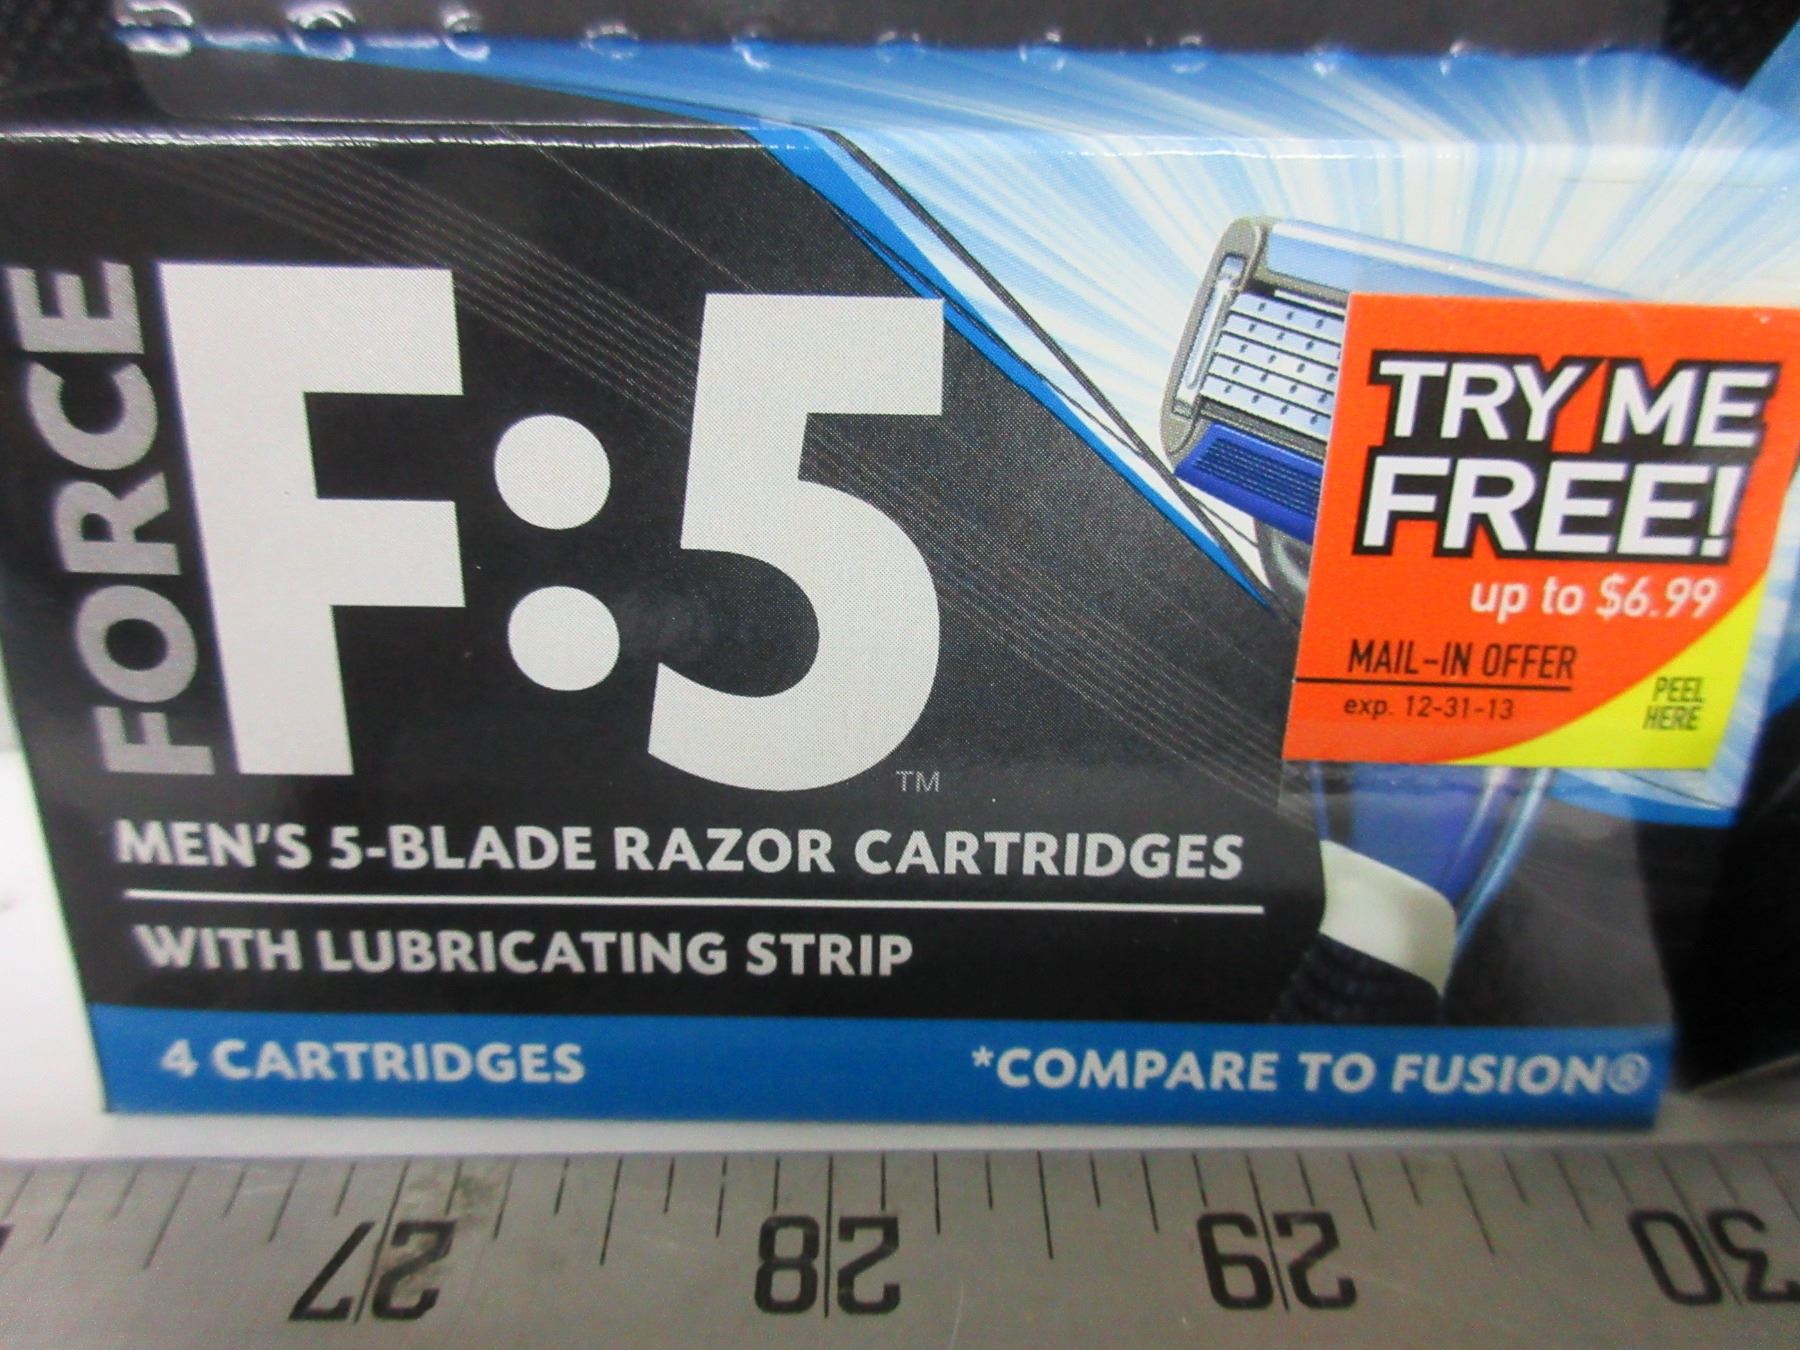 FORCE
F:5
TM
MEN'S 5-BLADE RAZOR CARTRIDGES
WITH LUBRICATING STRIP
4 CARTRIDGES
*COMPARE TO FUSION®
TRY ME
FREE!
up to $6.99
MAIL-IN OFFER
exp. 12-31-13
PEEL
HERE
27 28 29 30